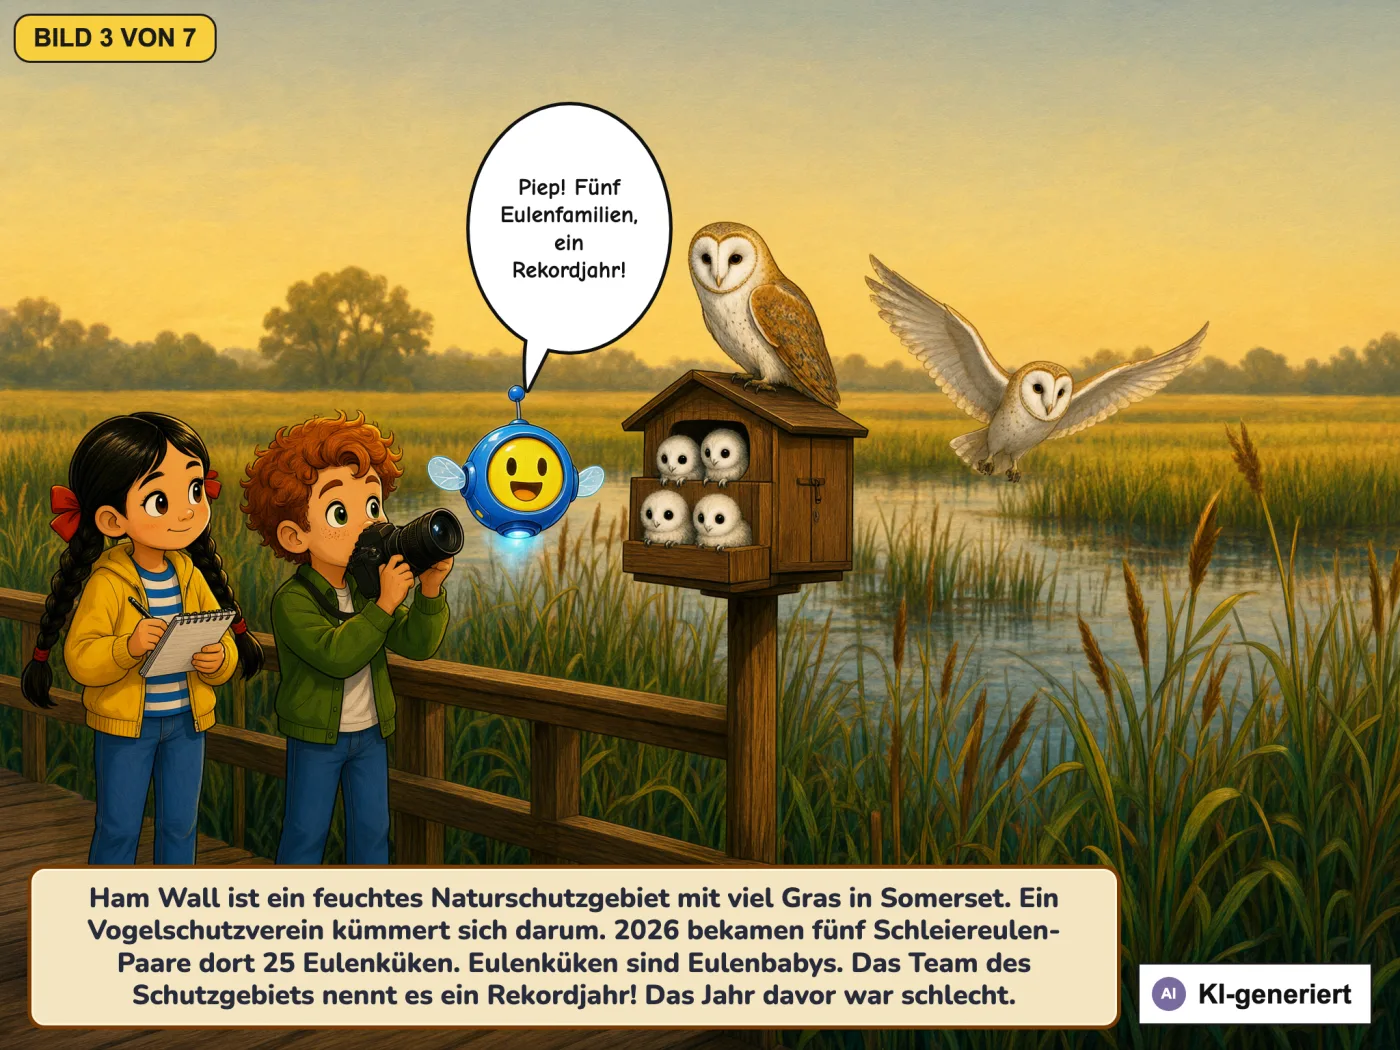 BILD 3 VON 7
Piep! Fünf
Eulenfamilien,
ein
Rekordjahr!
Ham Wall ist ein feuchtes Naturschutzgebiet mit viel Gras in Somerset. Ein
Vogelschutzverein kümmert sich darum. 2026 bekamen fünf Schleiereulen-
Paare dort 25 Eulenküken. Eulenküken sind Eulenbabys. Das Team des
Schutzgebiets nennt es ein Rekordjahr! Das Jahr davor war schlecht.
AI KI-generiert